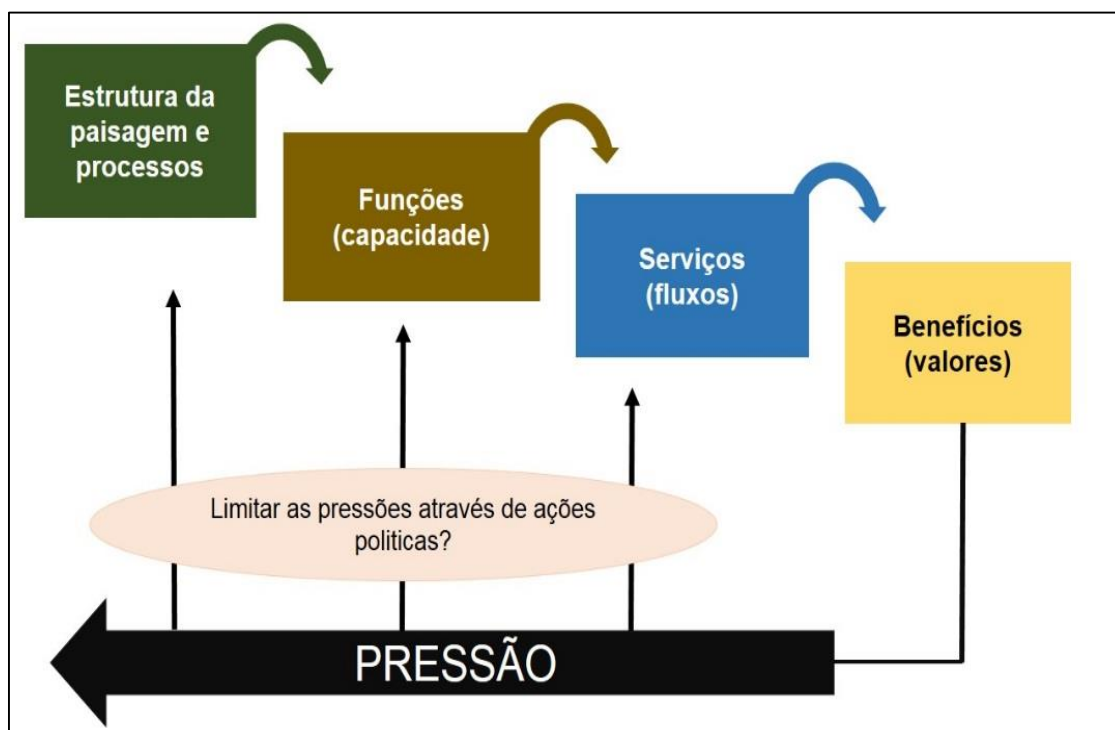 Estrutura da
paisagem e
processos
Funções
(capacidade)
Serviços
(fluxos)
Benefícios
(valores)
Limitar as pressões através de ações
politicas?
PRESSÃO